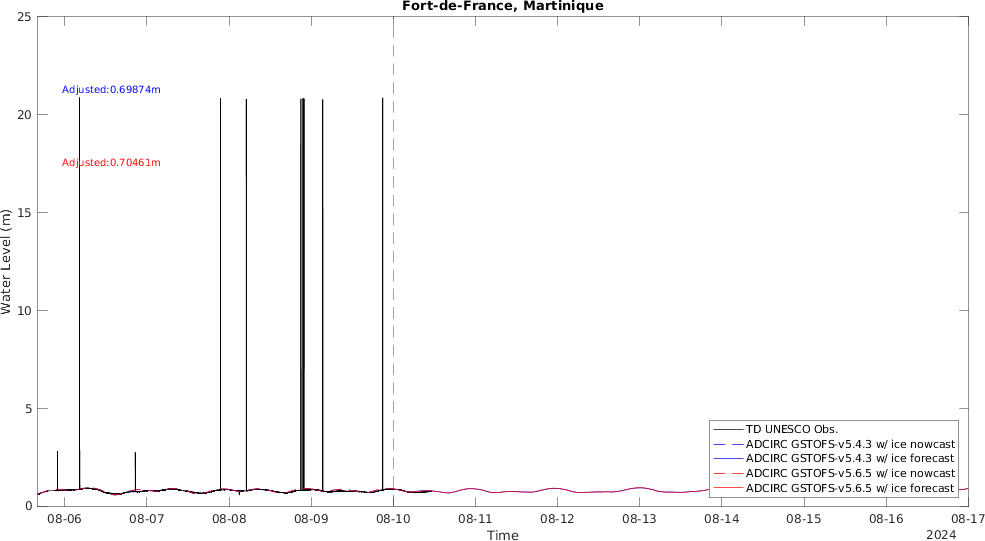 Fort-de-France, Martinique
25
20
15
10
5
0
Water Level (m)
Adjusted:0.69874m
Adjusted:0.70461m
TD UNESCO Obs.
ADCIRC GSTOFS-v5.4.3 w/ ice nowcast
ADCIRC GSTOFS-v5.4.3 w/ ice forecast
ADCIRC GSTOFS-v5.6.5 w/ ice nowcast
ADCIRC GSTOFS-v5.6.5 w/ ice forecast
08-06 08-07 08-08 08-09 08-10 08-11 08-12 08-13 08-14 08-15 08-16 08-17
Time
2024